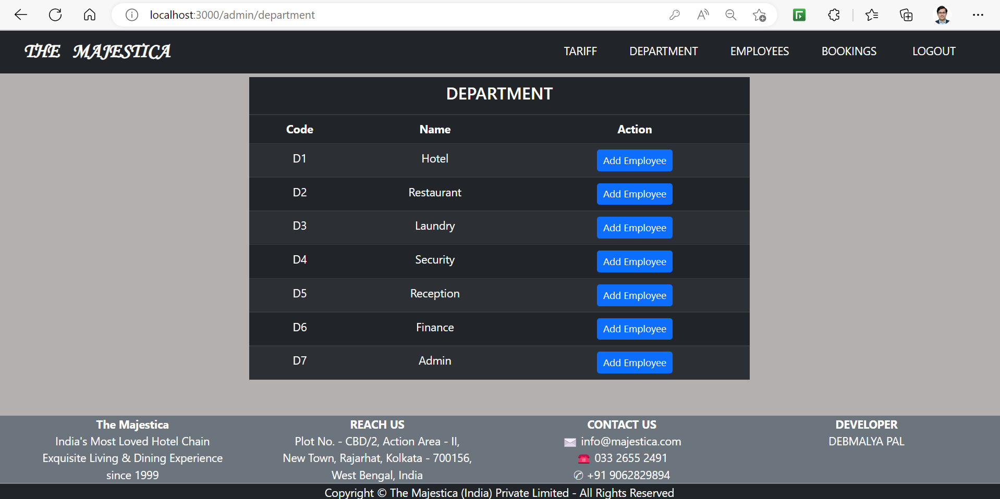 localhost:3000/admin/department
THE MAJESTICA
TARIFF DEPARTMENT EMPLOYEES BOOKINGS LOGOUT
DEPARTMENT
Code Name Action
D1 Hotel Add Employee
D2 Restaurant Add Employee
D3 Laundry Add Employee
D4 Security Add Employee
D5 Reception Add Employee
D6 Finance Add Employee
D7 Admin Add Employee
The Majestica
India's Most Loved Hotel Chain
Exquisite Living & Dining Experience
since 1999
REACH US
Plot No. - CBD/2, Action Area - II,
New Town, Rajarhat, Kolkata - 700156,
West Bengal, India
CONTACT US
✉ info@majestica.com
☎ 033 2655 2491
✆ +91 9062829894
DEVELOPER
DEBMALYA PAL
Copyright © The Majestica (India) Private Limited - All Rights Reserved